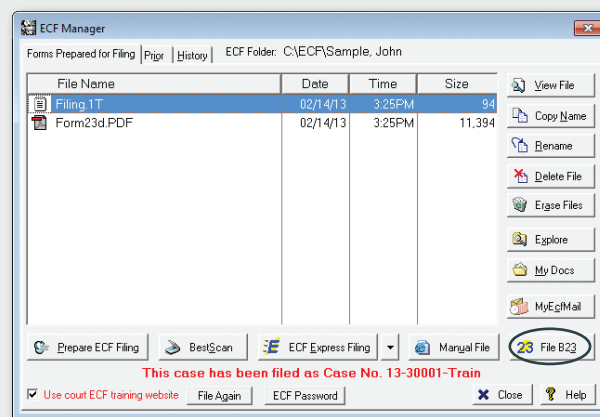 ECF Manager
Forms Prepared for Filing Prior History ECF Folder: C:\ECF\Sample, John
File Name Date Time Size
Filing.1T 02/14/13 3:25PM 94
Form23d.PDF 02/14/13 3:25PM 11,394
View File
Copy Name
Rename
Delete File
Erase Files
Explore
My Docs
MyEcfMail
Prepare ECF Filing BestScan ECF Express Filing Manual File 23 File B23
This case has been filed as Case No. 13-30001-Train
Use court ECF training website File Again ECF Password Close Help